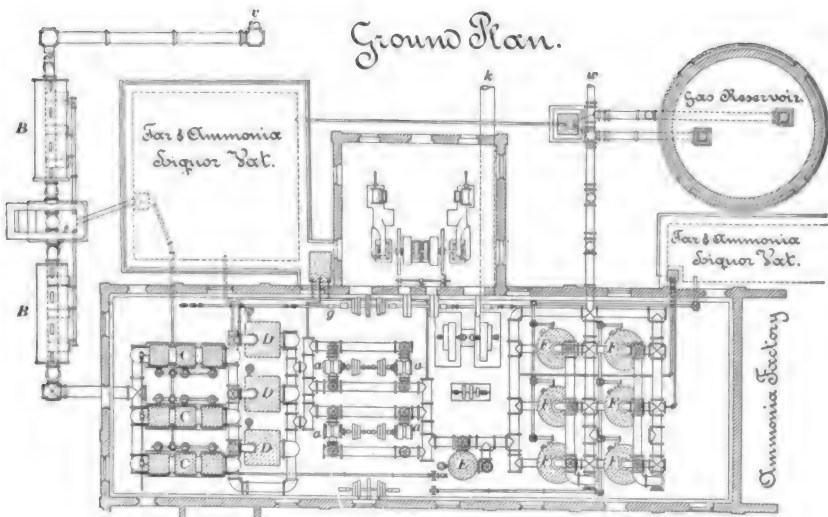 Ground Plan.
v
k
w
B
Tar & Ammonia
Liquor Vat.
Gas Reservoir.
Tar & Ammonia
Liquor Vat.
B
g
C
D
a
a
F
F
C
D
F
F
a
a
C
D
E
F
F
Ammonia Factory